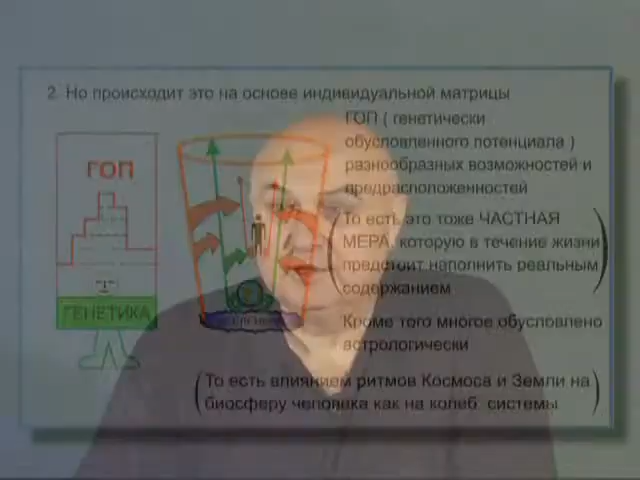 2. Но происходит это на основе индивидуальной матрицы
ГОП ( генетически
обусловленного потенциала )
разнообразных возможностей и
предрасположенностей
ГОП
ГЕНЕТИКА
То есть это тоже ЧАСТНАЯ
МЕРА, которую в течение жизни
предстоит наполнить реальным
содержанием
Кроме того многое обусловлено
астрологически
(То есть влиянием ритмов Космоса и Земли на
биосферу человека как на колеб. системы)